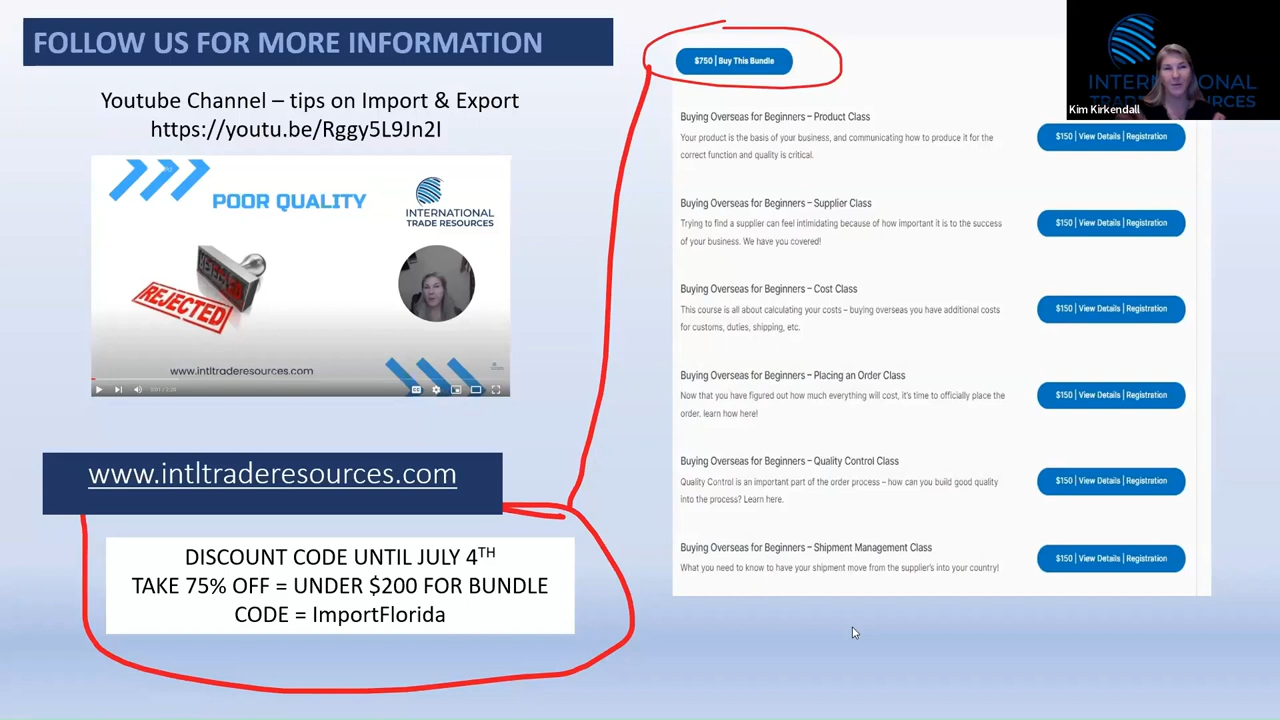 FOLLOW US FOR MORE INFORMATION
Youtube Channel – tips on Import & Export
https://youtu.be/Rggy5L9Jn2I
POOR QUALITY
INTERNATIONAL
TRADE RESOURCES
REJECTED
www.intltraderesources.com
www.intltraderesources.com
DISCOUNT CODE UNTIL JULY 4TH
TAKE 75% OFF = UNDER $200 FOR BUNDLE
CODE = ImportFlorida
$750 | Buy This Bundle
Buying Overseas for Beginners – Product Class
Your product is the basis of your business, and communicating how to produce it for the
correct function and quality is critical.
$150 | View Details | Registration
Buying Overseas for Beginners – Supplier Class
Trying to find a supplier can feel intimidating because of how important it is to the success
of your business. We have you covered!
$150 | View Details | Registration
Buying Overseas for Beginners – Cost Class
This course is all about calculating your costs – buying overseas you have additional costs
for customs, duties, shipping, etc.
$150 | View Details | Registration
Buying Overseas for Beginners – Placing an Order Class
Now that you have figured out how much everything will cost, it's time to officially place the
order. learn how here!
$150 | View Details | Registration
Buying Overseas for Beginners – Quality Control Class
Quality Control is an important part of the order process – how can you build good quality
into the process? Learn here.
$150 | View Details | Registration
Buying Overseas for Beginners – Shipment Management Class
What you need to know to have your shipment move from the supplier's into your country!
$150 | View Details | Registration
INTERNATIONAL
Kim Kirkendall